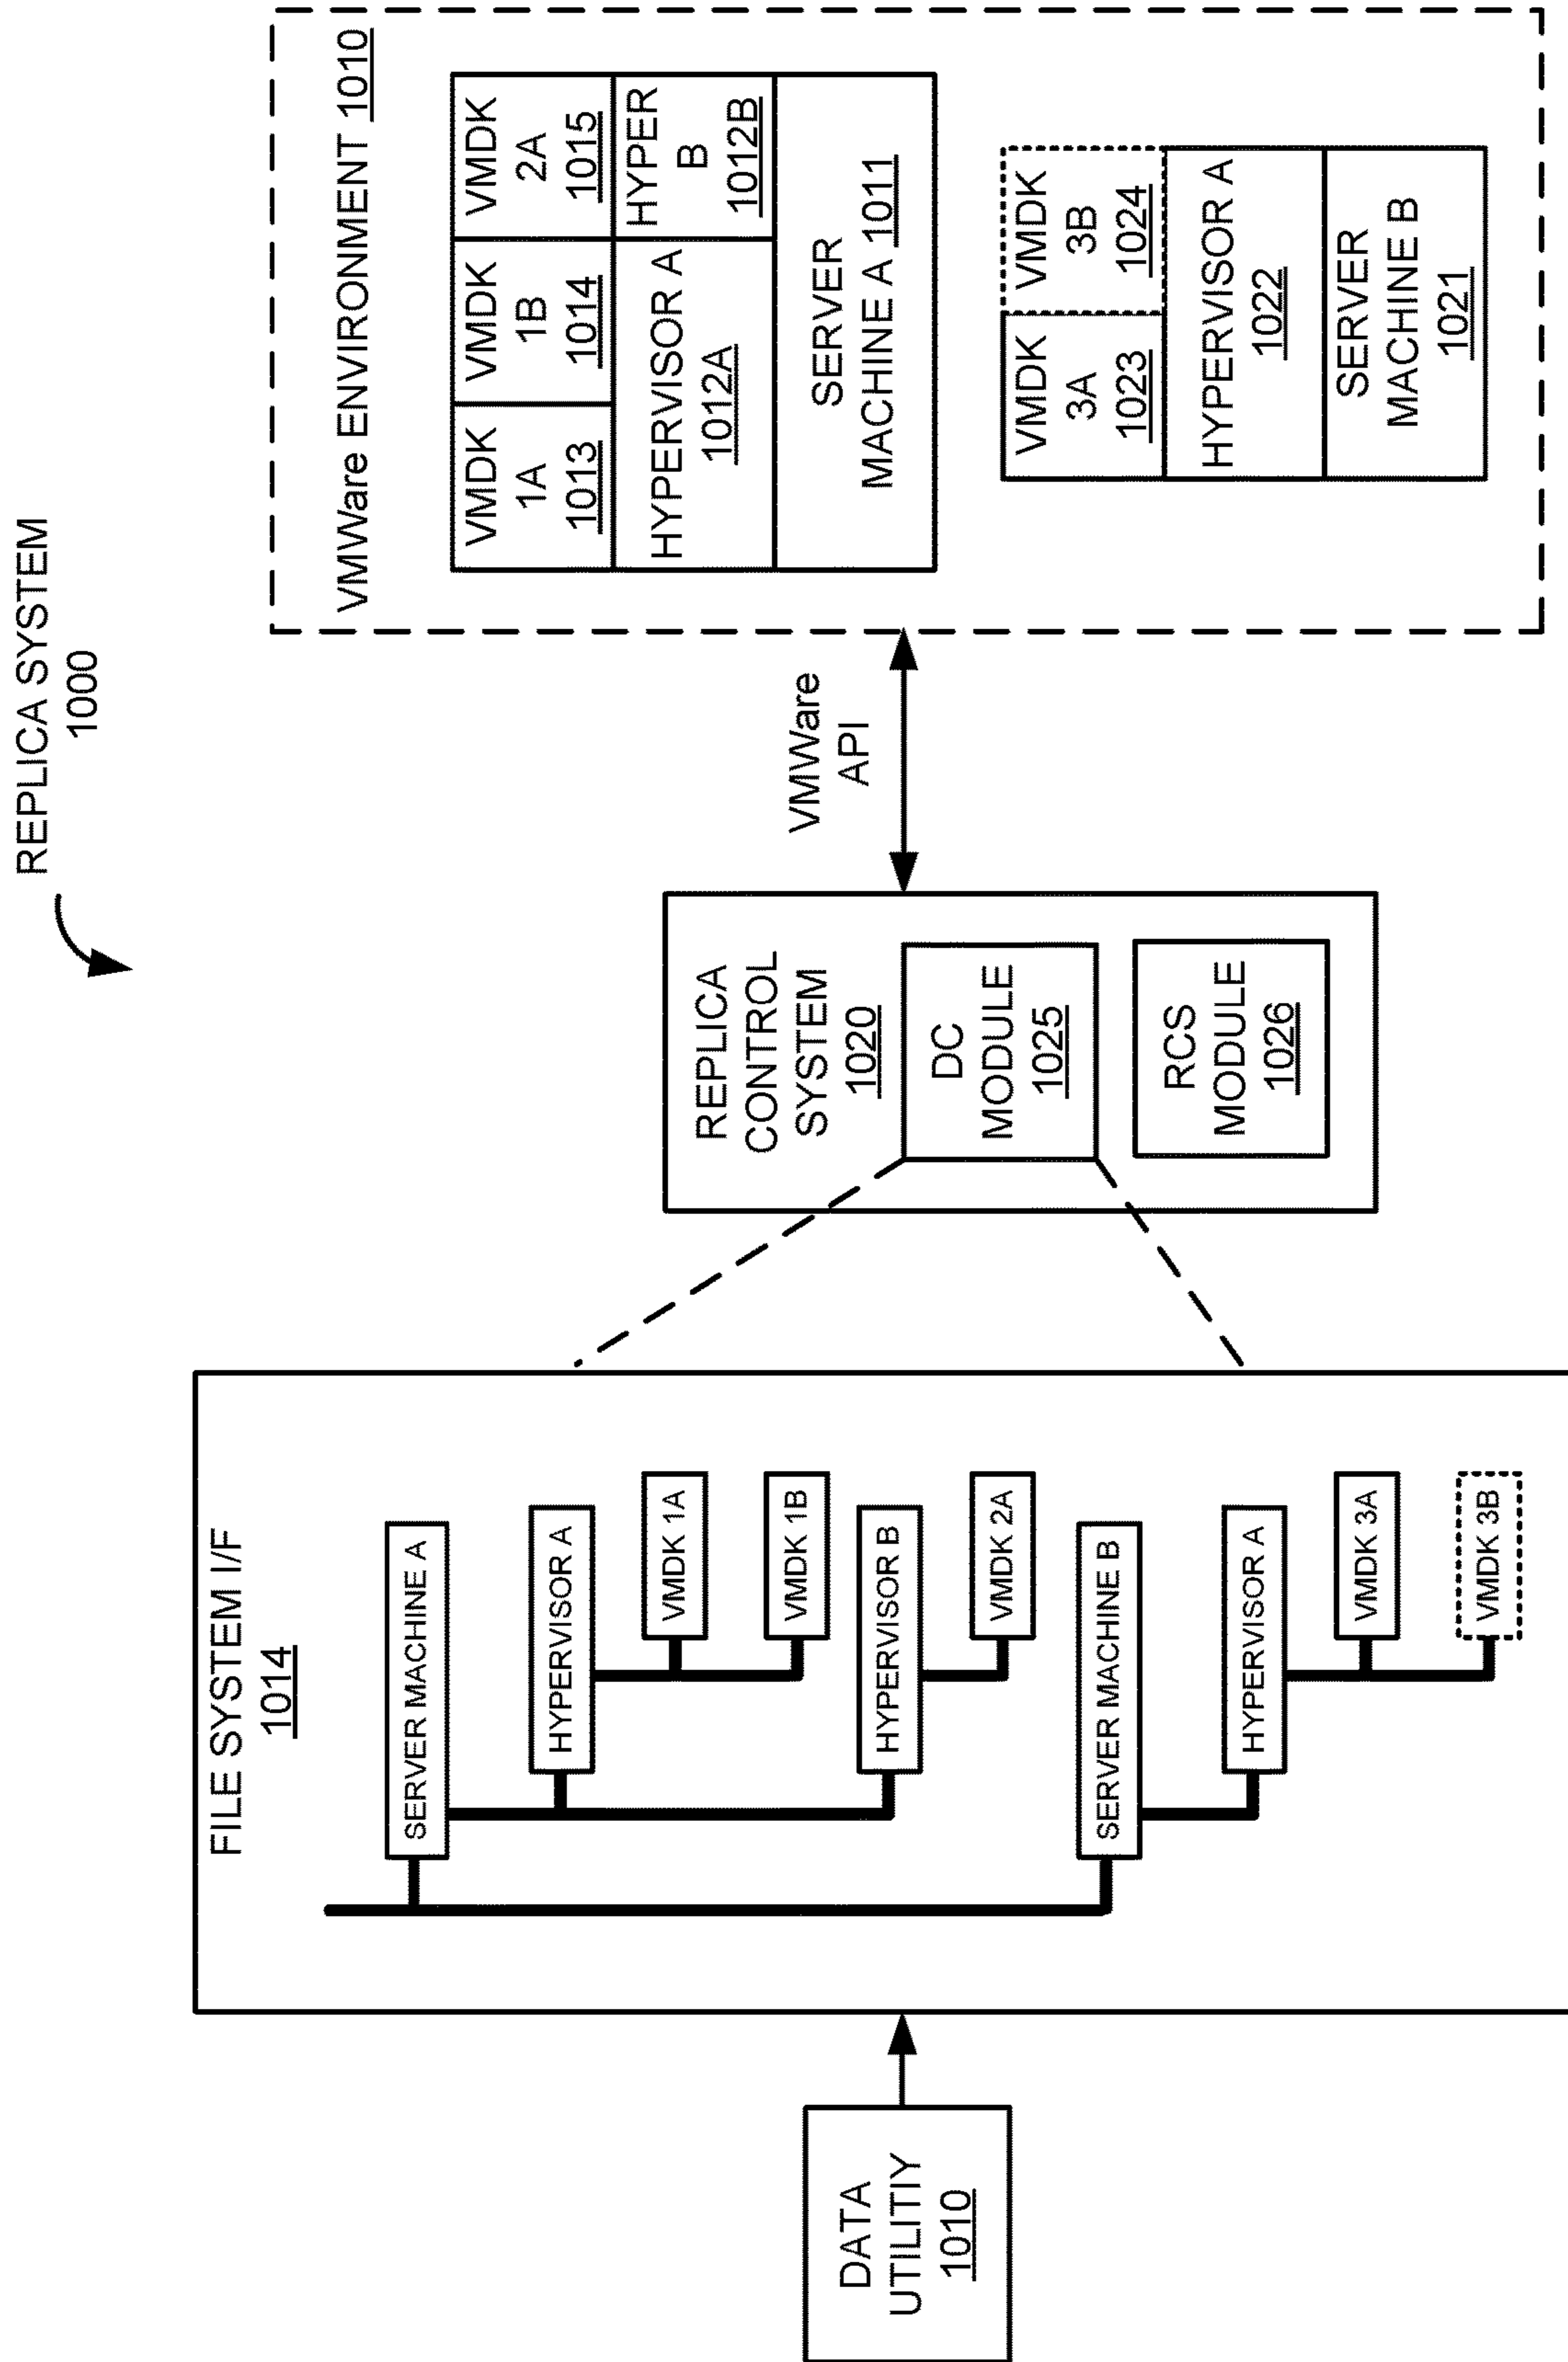 REPLICA SYSTEM
1000
DATA
UTILITIY
1010
FILE SYSTEM I/F
1014
SERVER MACHINE A
HYPERVISOR A
VMDK 1A
VMDK 1B
HYPERVISOR B
VMDK 2A
SERVER MACHINE B
HYPERVISOR A
VMDK 3A
VMDK 3B
REPLICA
CONTROL
SYSTEM
1020
DC
MODULE
1025
RCS
MODULE
1026
VMWare
API
VMWare ENVIRONMENT 1010
VMDK
1A
1013
VMDK
1B
1014
VMDK
2A
1015
HYPERVISOR A
1012A
HYPER
B
1012B
SERVER
MACHINE A 1011
VMDK
3A
1023
VMDK
3B
1024
HYPERVISOR A
1022
SERVER
MACHINE B
1021